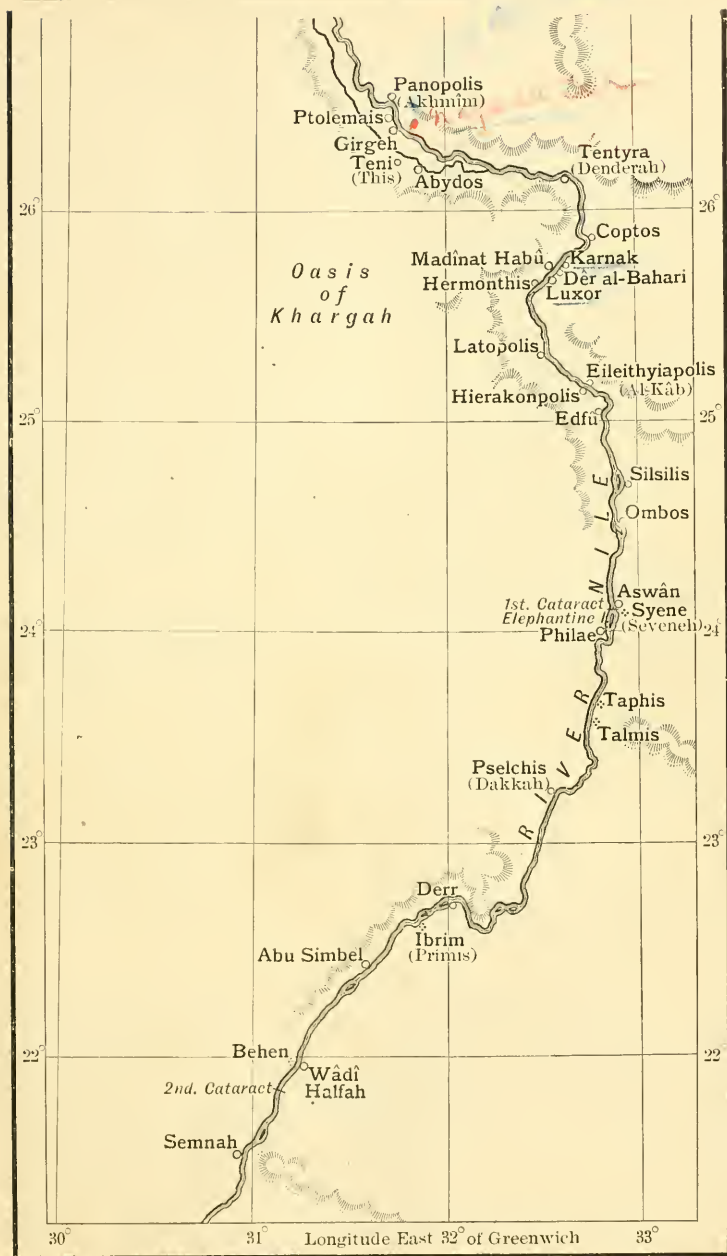 Panopolis
(Akhmîm)
Ptolemais
Girgeh
Teni
(This)
Abydos
Tentyra
(Denderah)
26°
26°
Coptos
Oasis
of
Khargah
Madînat Habû
Karnak
Hermonthis
Dêr al-Bahari
Luxor
Latopolis
Eileithyiapolis
(Al-Kâb)
Hierakonpolis
Edfû
25°
25°
Silsilis
Ombos
RIVER NILE
1st. Cataract
Aswân
Elephantine I.
Syene
(Seveneh)
24°
24°
Philae
Taphis
Talmis
Pselchis
(Dakkah)
23°
23°
Derr
Ibrim
(Primis)
Abu Simbel
22°
22°
Behen
Wâdî
Halfah
2nd. Cataract
Semnah
30° 31° Longitude East 32° of Greenwich 33°